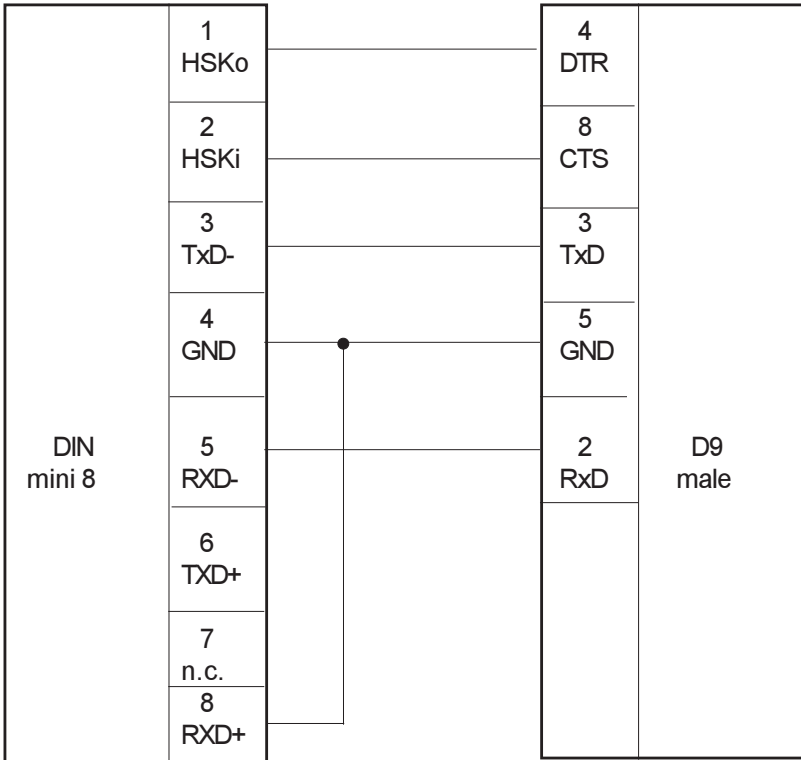 1
HSKo
2
HSKi
3
TxD-
4
GND
5
RXD-
6
TXD+
7
n.c.
8
RXD+
DIN
mini 8
4
DTR
8
CTS
3
TxD
5
GND
2
RxD
D9
male